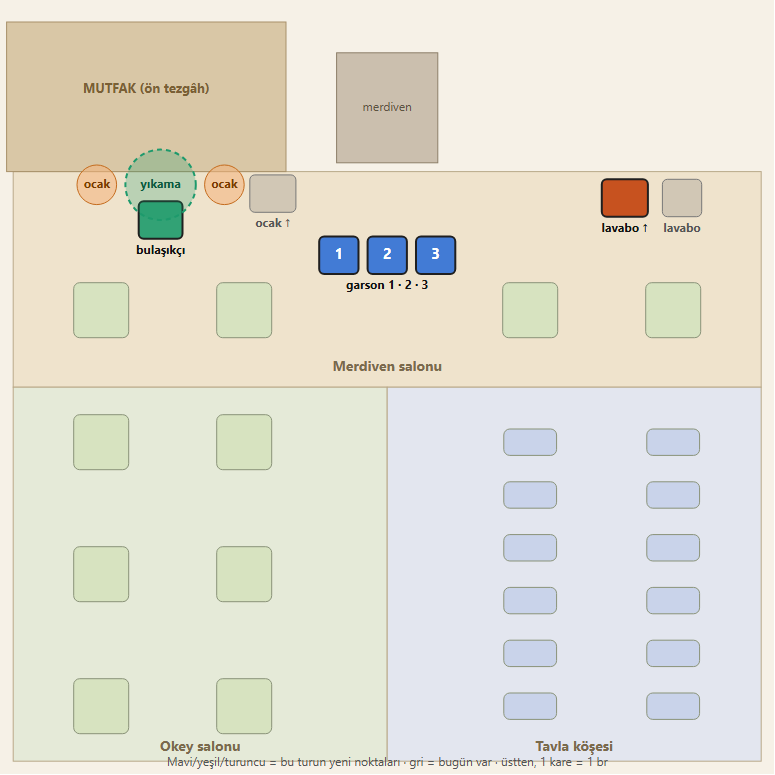 MUTFAK (ön tezgâh)
merdiven
ocak
yıkama
ocak
ocak ↑
bulaşıkçı
1
2
3
garson 1 · 2 · 3
lavabo ↑
lavabo
Merdiven salonu
Okey salonu
Tavla köşesi
Mavi/yeşil/turuncu = bu turun yeni noktaları · gri = bugün var · üstten, 1 kare = 1 br